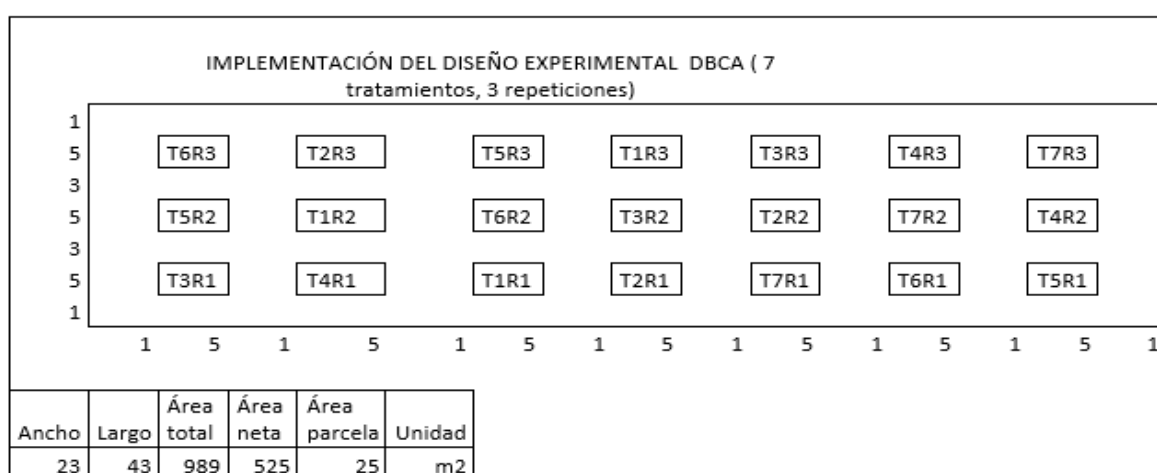 IMPLEMENTACIÓN DEL DISEÑO EXPERIMENTAL DBCA ( 7
tratamientos, 3 repeticiones)
1
5 T6R3 T2R3 T5R3 T1R3 T3R3 T4R3 T7R3
3
5 T5R2 T1R2 T6R2 T3R2 T2R2 T7R2 T4R2
3
5 T3R1 T4R1 T1R1 T2R1 T7R1 T6R1 T5R1
1
1 5 1 5 1 5 1 5 1 5 1 5 1 5 1
Ancho Largo Área total Área neta Área parcela Unidad
23 43 989 525 25 m2